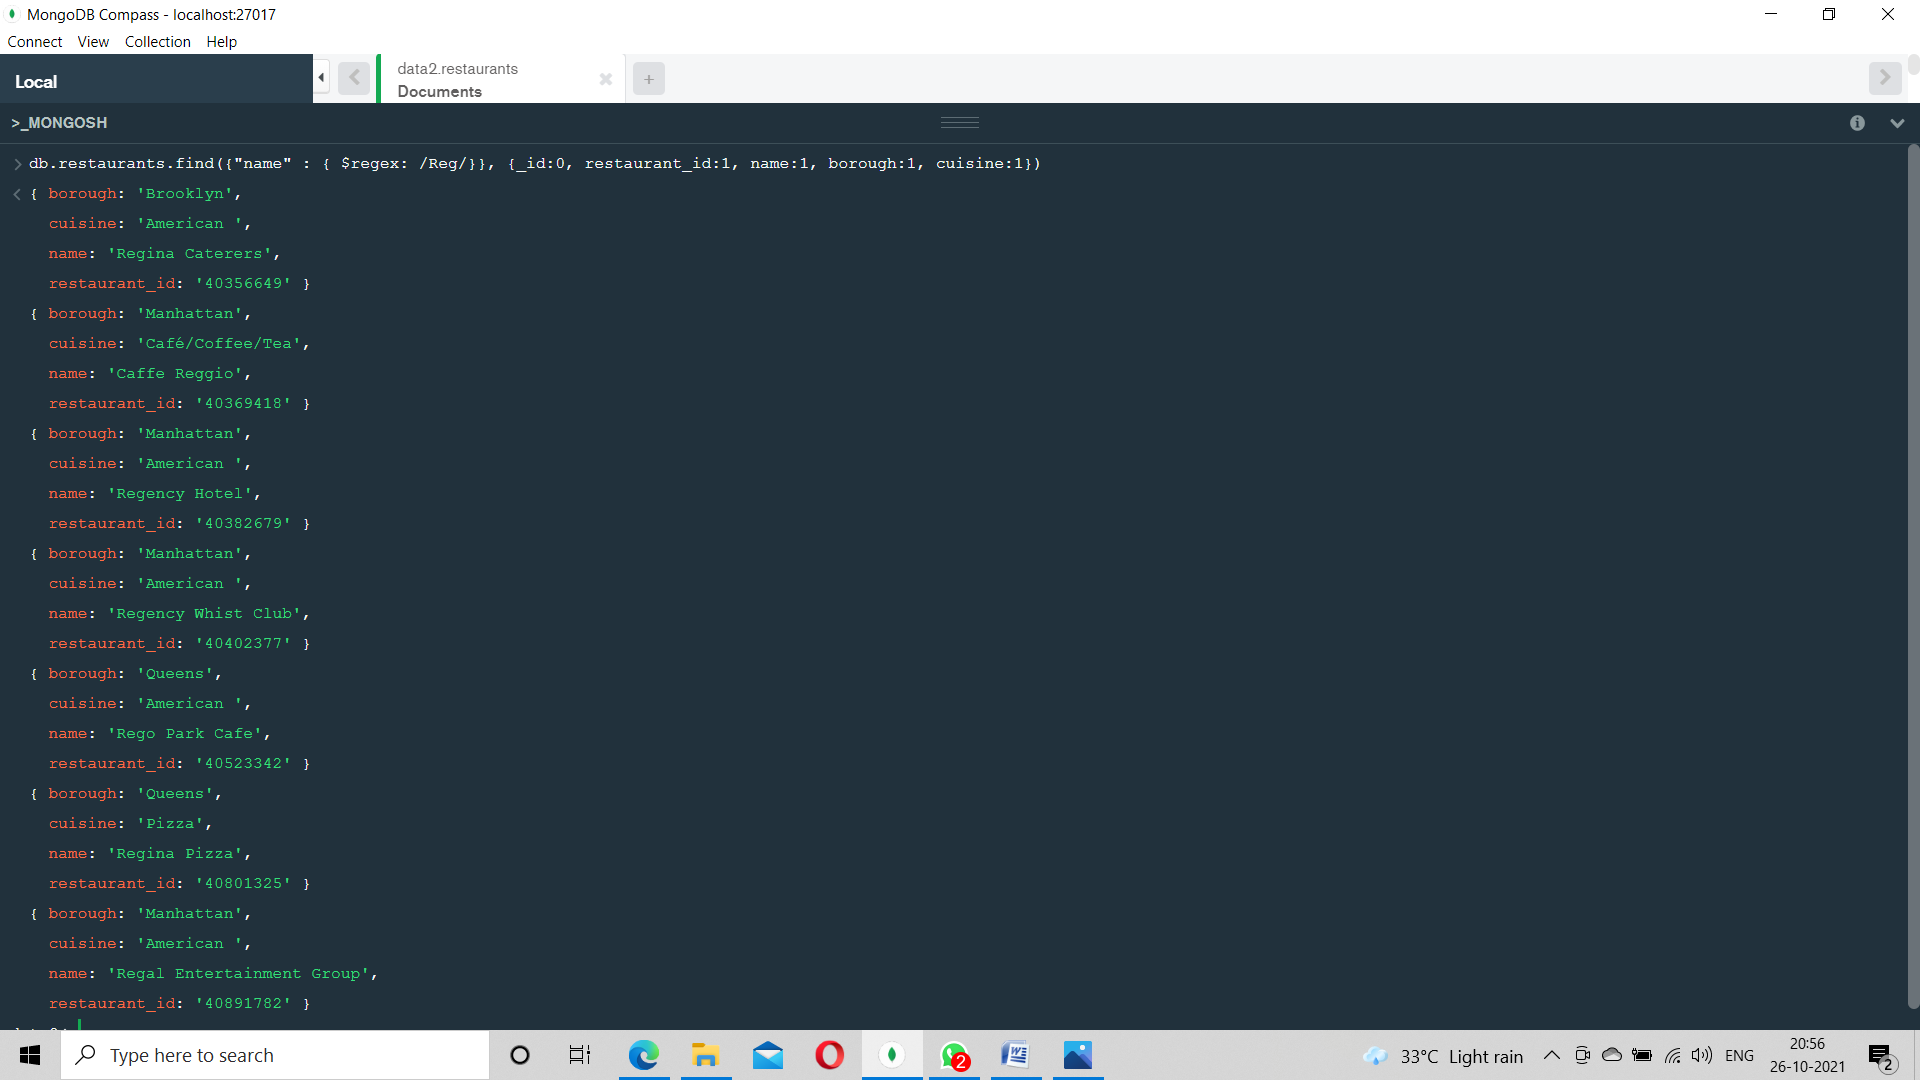 MongoDB Compass - localhost:27017
Connect View Collection Help
Local
data2.restaurants
Documents
+
>_MONGOSH
> db.restaurants.find({"name" : { $regex: /Reg/}}, {_id:0, restaurant_id:1, name:1, borough:1, cuisine:1})
< { borough: 'Brooklyn',
cuisine: 'American ',
name: 'Regina Caterers',
restaurant_id: '40356649' }
{ borough: 'Manhattan',
cuisine: 'Café/Coffee/Tea',
name: 'Caffe Reggio',
restaurant_id: '40369418' }
{ borough: 'Manhattan',
cuisine: 'American ',
name: 'Regency Hotel',
restaurant_id: '40382679' }
{ borough: 'Manhattan',
cuisine: 'American ',
name: 'Regency Whist Club',
restaurant_id: '40402377' }
{ borough: 'Queens',
cuisine: 'American ',
name: 'Rego Park Cafe',
restaurant_id: '40523342' }
{ borough: 'Queens',
cuisine: 'Pizza',
name: 'Regina Pizza',
restaurant_id: '40801325' }
{ borough: 'Manhattan',
cuisine: 'American ',
name: 'Regal Entertainment Group',
restaurant_id: '40891782' }
Type here to search
2
33°C Light rain
ENG
20:56
26-10-2021
2